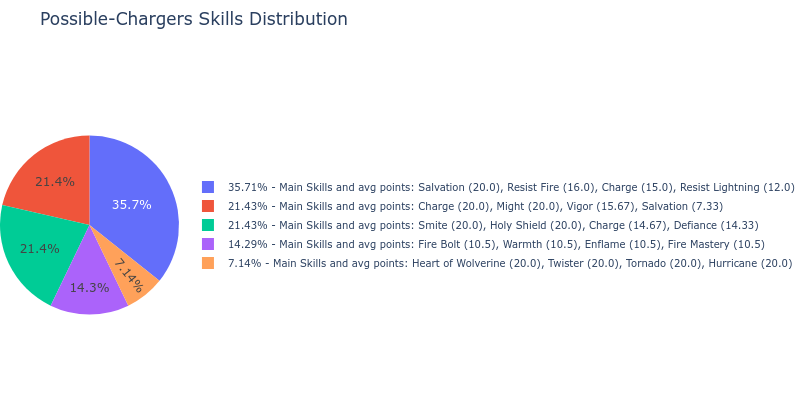 Possible-Chargers Skills Distribution
21.4%
35.7%
21.4%
7.14%
14.3%
35.71% - Main Skills and avg points: Salvation (20.0), Resist Fire (16.0), Charge (15.0), Resist Lightning (12.0)
21.43% - Main Skills and avg points: Charge (20.0), Might (20.0), Vigor (15.67), Salvation (7.33)
21.43% - Main Skills and avg points: Smite (20.0), Holy Shield (20.0), Charge (14.67), Defiance (14.33)
14.29% - Main Skills and avg points: Fire Bolt (10.5), Warmth (10.5), Enflame (10.5), Fire Mastery (10.5)
7.14% - Main Skills and avg points: Heart of Wolverine (20.0), Twister (20.0), Tornado (20.0), Hurricane (20.0)